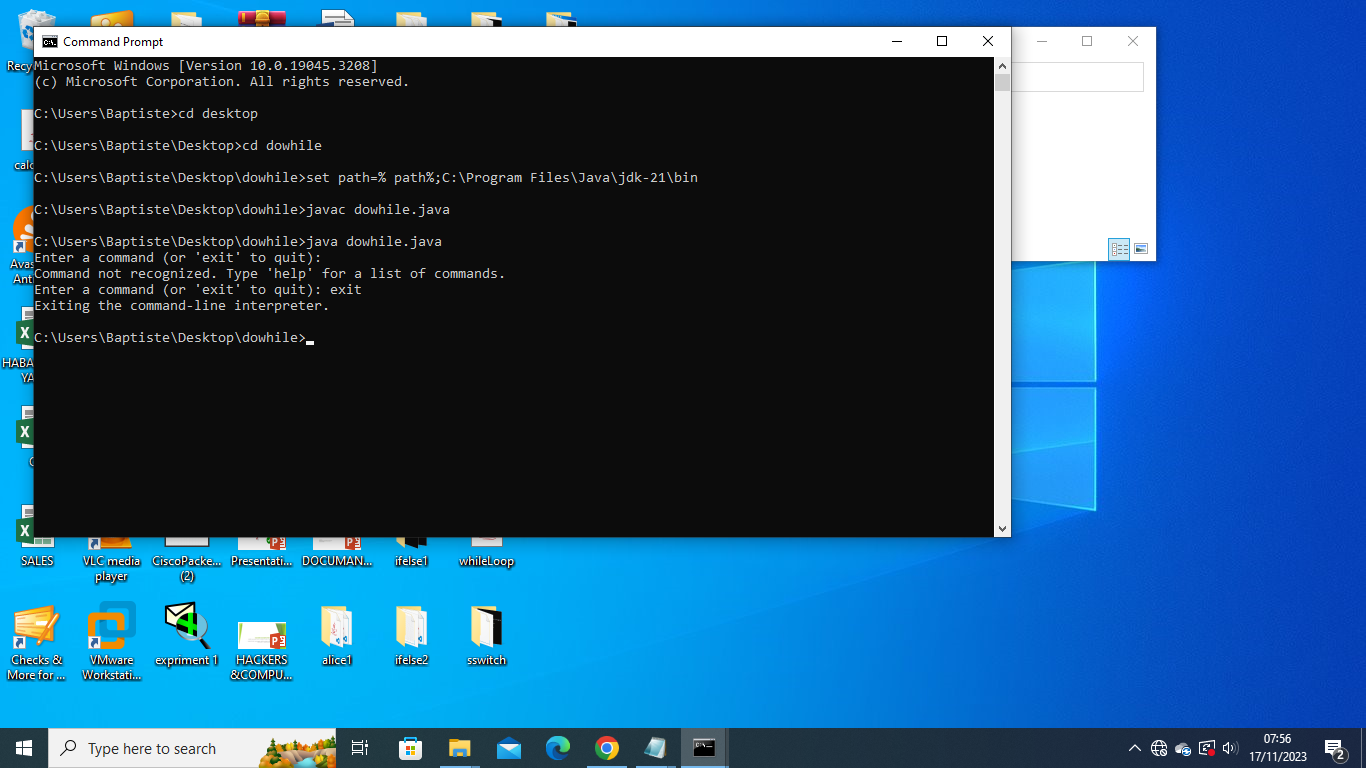 Command Prompt
Microsoft Windows [Version 10.0.19045.3208]
(c) Microsoft Corporation. All rights reserved.
C:\Users\Baptiste>cd desktop
C:\Users\Baptiste\Desktop>cd dowhile
C:\Users\Baptiste\Desktop\dowhile>set path=% path%;C:\Program Files\Java\jdk-21\bin
C:\Users\Baptiste\Desktop\dowhile>javac dowhile.java
C:\Users\Baptiste\Desktop\dowhile>java dowhile.java
Enter a command (or 'exit' to quit):
Command not recognized. Type 'help' for a list of commands.
Enter a command (or 'exit' to quit): exit
Exiting the command-line interpreter.
C:\Users\Baptiste\Desktop\dowhile>
Recy
calc
Avas
Ant
HABA
YA
SALES
VLC media
player
CiscoPacke...
(2)
Presentati...
DOCUMAN...
ifelse1
whileLoop
Checks &
More for ...
VMware
Workstati...
expriment 1
HACKERS
&COMPU...
alice1
ifelse2
sswitch
Type here to search
07:56
17/11/2023
2